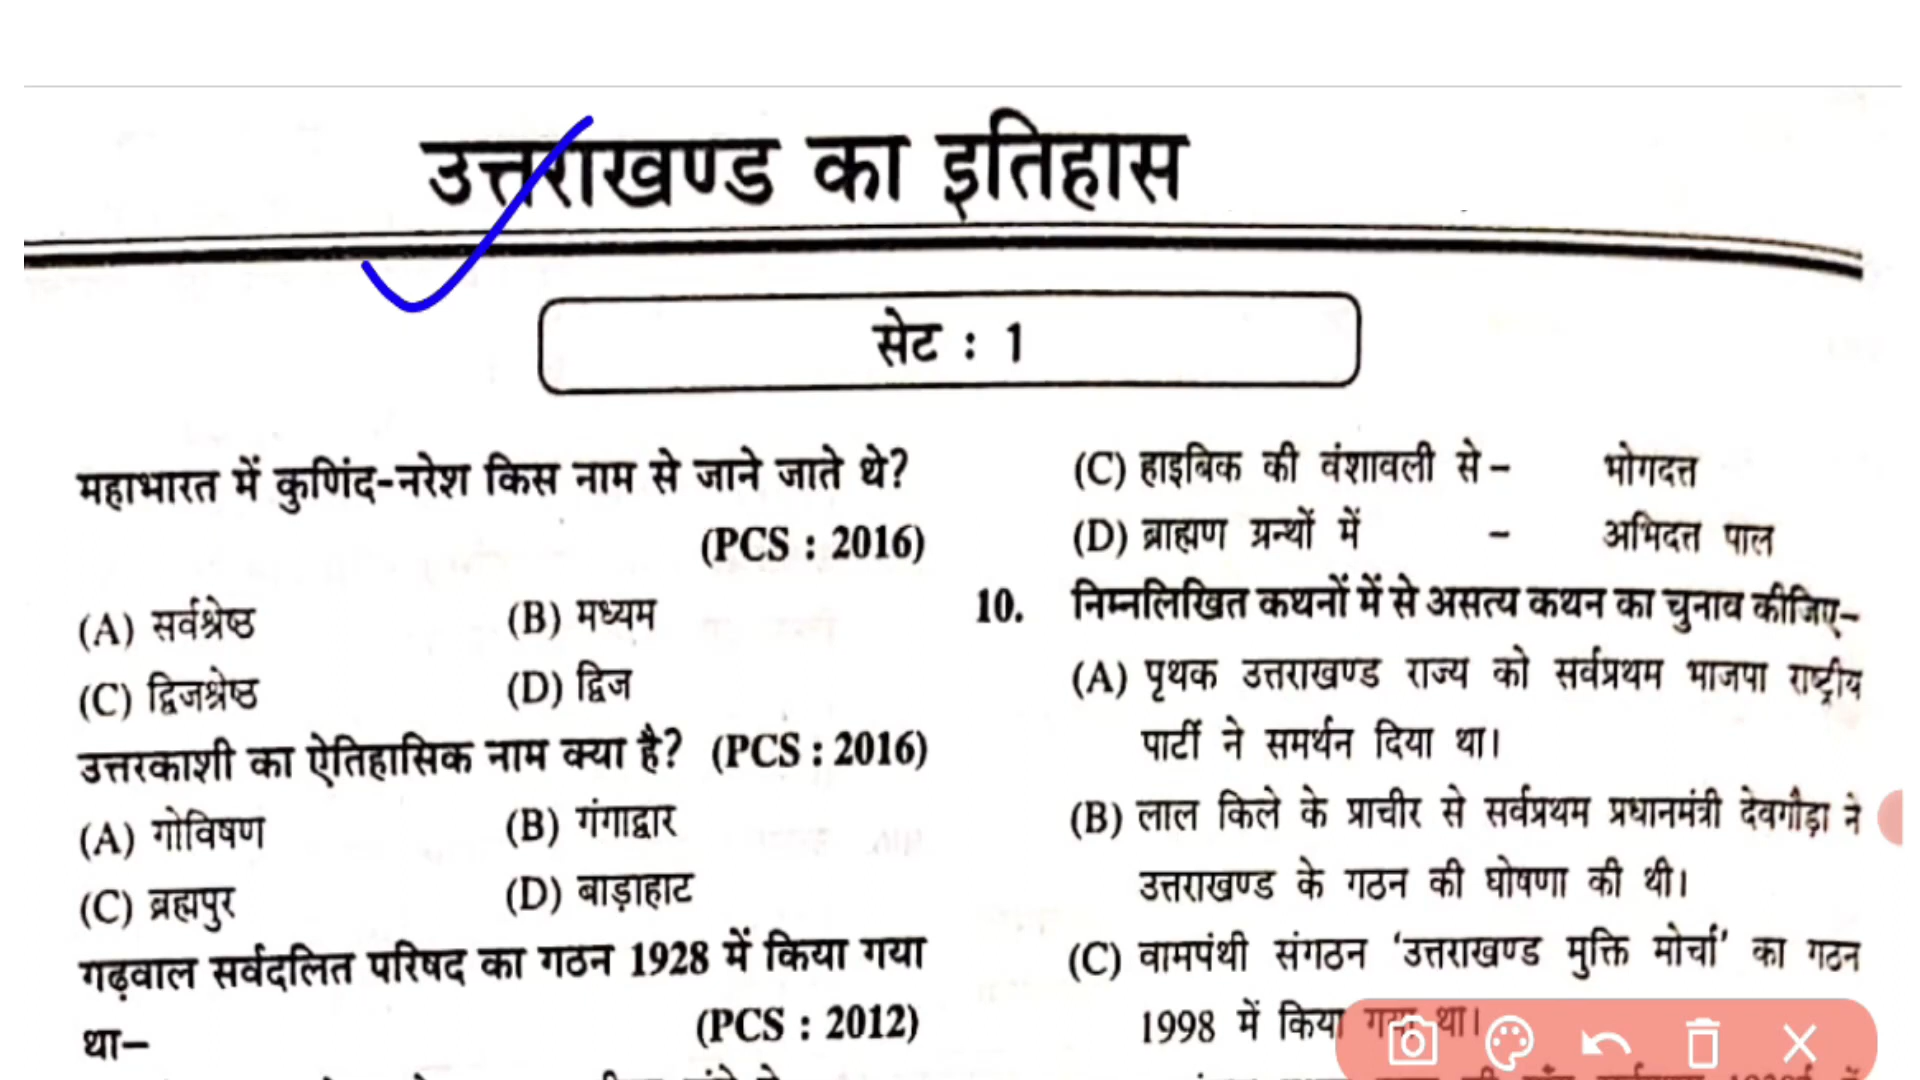 उत्तराखण्ड का इतिहास
सेट : 1
महाभारत में कुणिंद-नरेश किस नाम से जाने जाते थे?
(PCS : 2016)
(A) सर्वश्रेष्ठ (B) मध्यम
(C) द्विजश्रेष्ठ (D) द्विज
उत्तरकाशी का ऐतिहासिक नाम क्या है? (PCS : 2016)
(A) गोविषण (B) गंगाद्वार
(C) ब्रह्मपुर (D) बाड़ाहाट
गढ़वाल सर्वदलित परिषद का गठन 1928 में किया गया
था– (PCS : 2012)
(C) हाइबिक की वंशावली से – भोगदत्त
(D) ब्राह्मण ग्रन्थों में – अभिदत्त पाल
10. निम्नलिखित कथनों में से असत्य कथन का चुनाव कीजिए–
(A) पृथक उत्तराखण्ड राज्य को सर्वप्रथम भाजपा राष्ट्रीय
पार्टी ने समर्थन दिया था।
(B) लाल किले के प्राचीर से सर्वप्रथम प्रधानमंत्री देवगौड़ा ने
उत्तराखण्ड के गठन की घोषणा की थी।
(C) वामपंथी संगठन ‘उत्तराखण्ड मुक्ति मोर्चा’ का गठन
1998 में किया गया था।